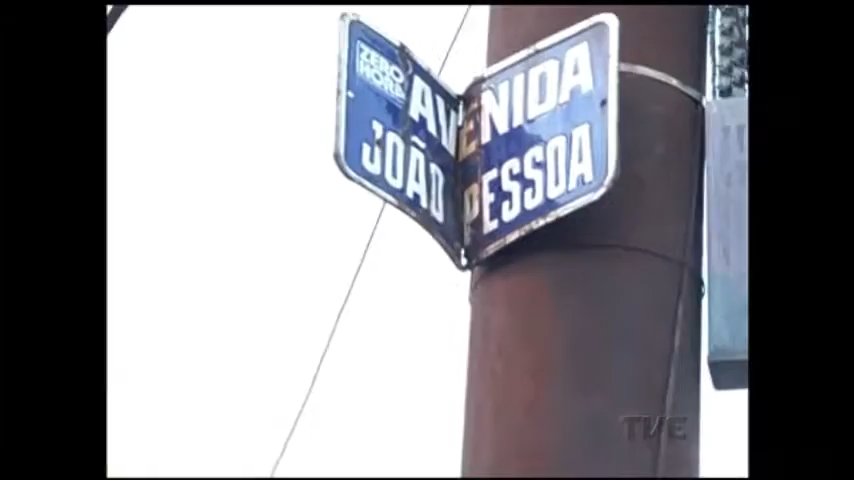 ZERO
HORA
AVENIDA
JOÃO PESSOA
TVE